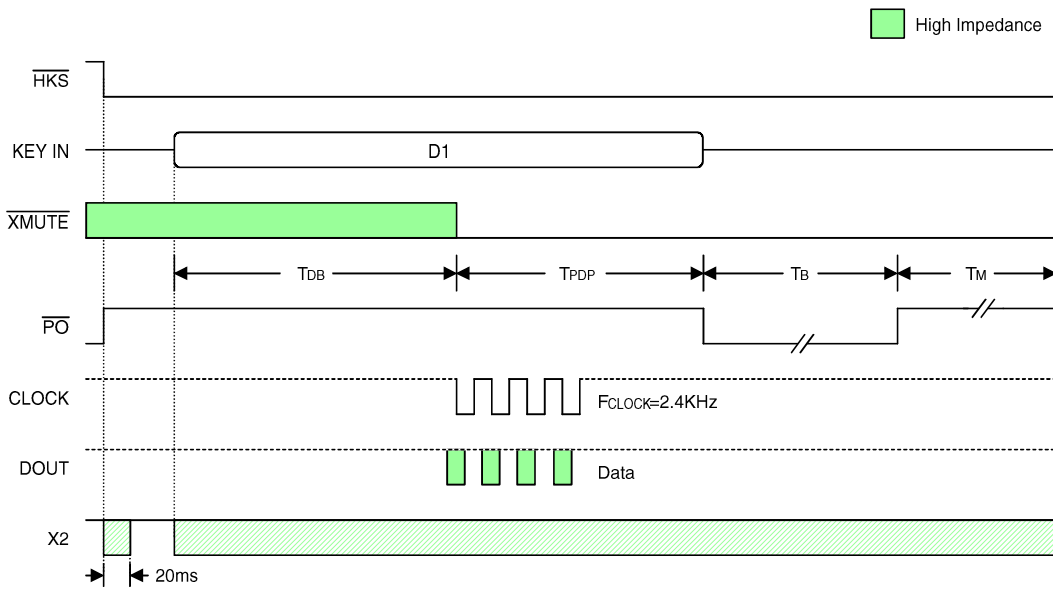 High Impedance
HKS
KEY IN
D1
XMUTE
TDB
TPDP
TB
TM
PO
CLOCK
FCLOCK=2.4KHz
DOUT
Data
X2
20ms